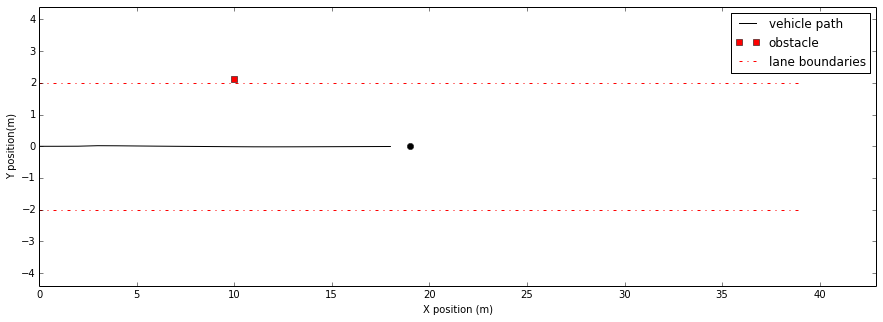 vehicle path
obstacle
lane boundaries
4
3
2
1
0
−1
−2
−3
−4
Y position(m)
0 5 10 15 20 25 30 35 40
X position (m)